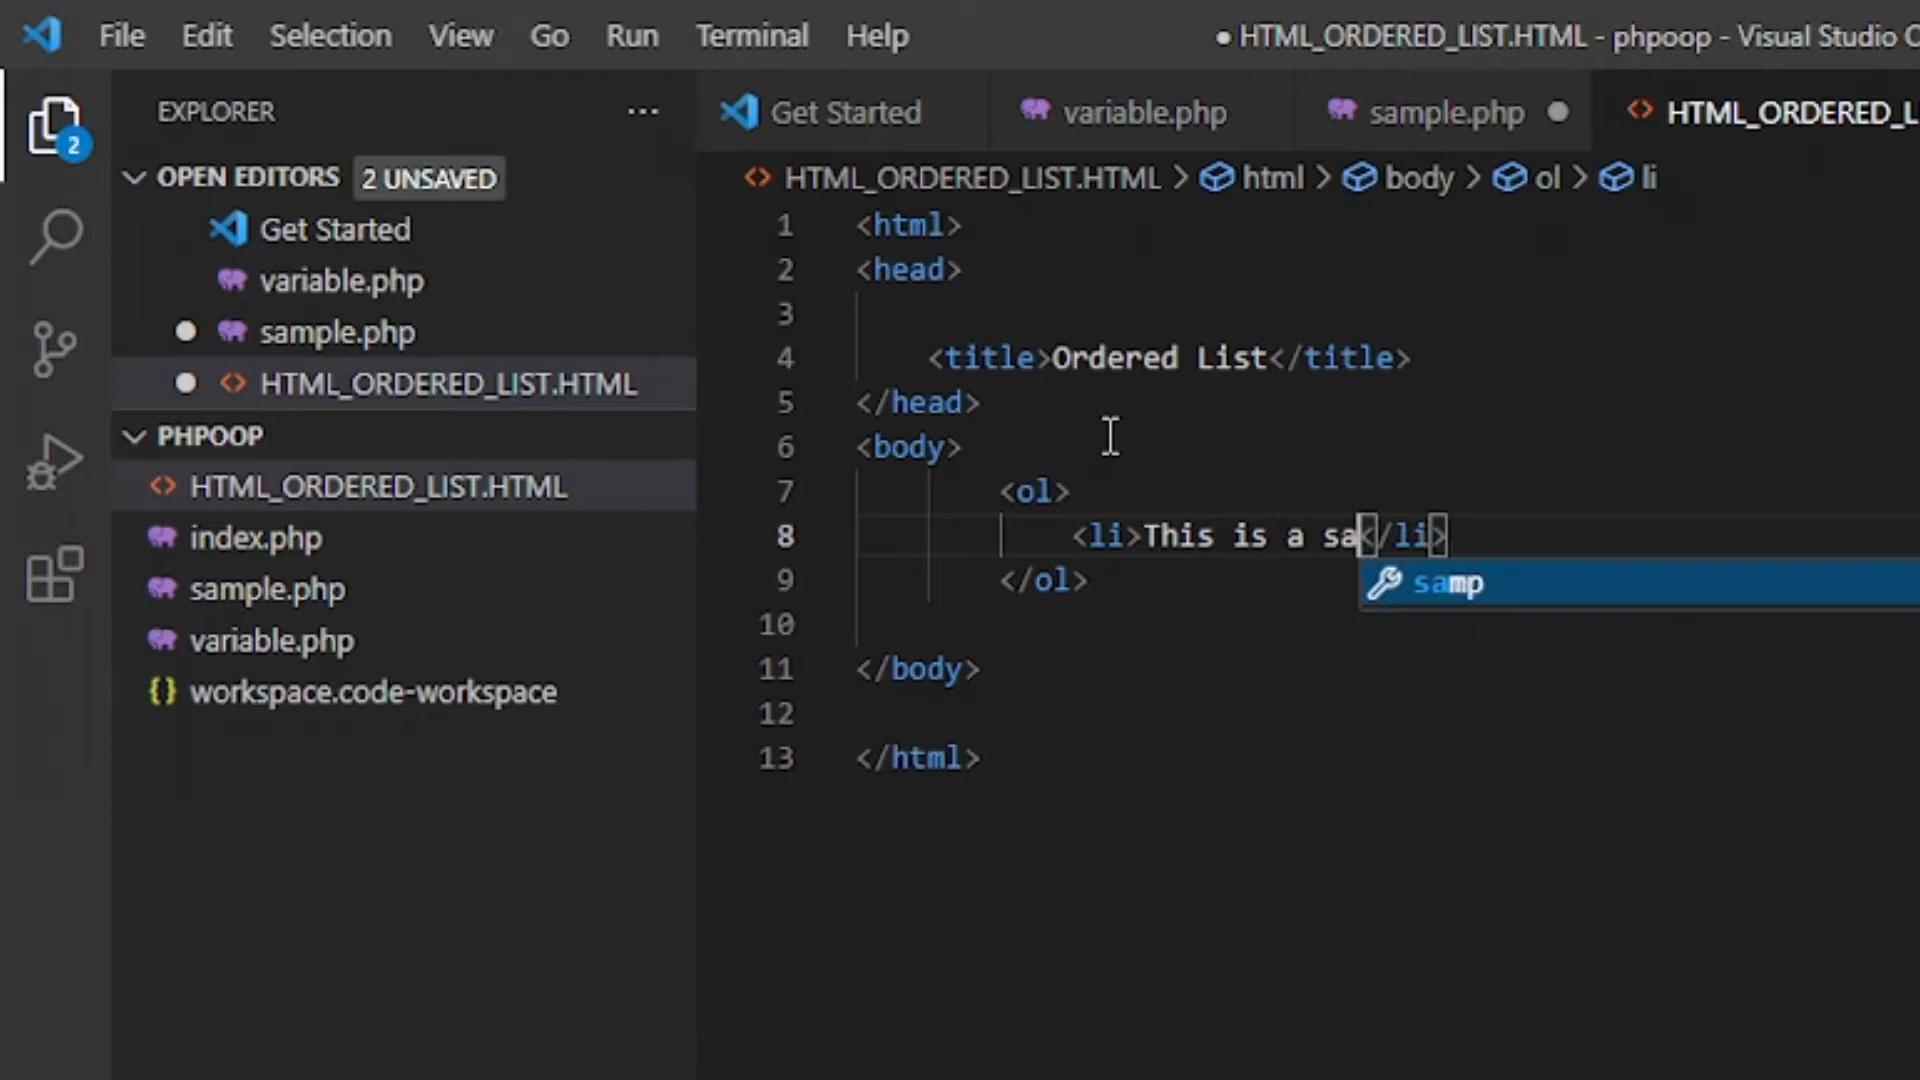 File Edit Selection View Go Run Terminal Help ● HTML_ORDERED_LIST.HTML - phpoop - Visual Studio C
EXPLORER ···
OPEN EDITORS 2 UNSAVED
Get Started
variable.php
sample.php
HTML_ORDERED_LIST.HTML
PHPOOP
HTML_ORDERED_LIST.HTML
index.php
sample.php
variable.php
{} workspace.code-workspace
2
Get Started variable.php sample.php ● <> HTML_ORDERED_L
<> HTML_ORDERED_LIST.HTML > html > body > ol > li
1 <html>
2 <head>
3
4 <title>Ordered List</title>
5 </head>
6 <body>
7 <ol>
8 <li>This is a sa</li>
samp
9 </ol>
10
11 </body>
12
13 </html>